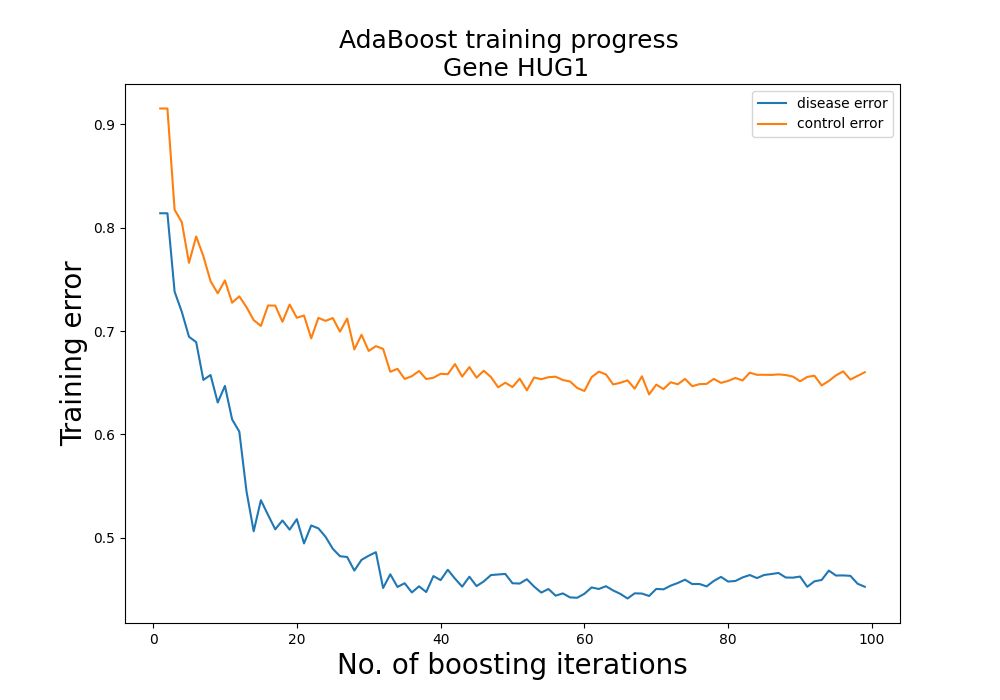 AdaBoost training progress
Gene HUG1
disease error
control error
Training error
0.9
0.8
0.7
0.6
0.5
0
20
40
60
80
100
No. of boosting iterations